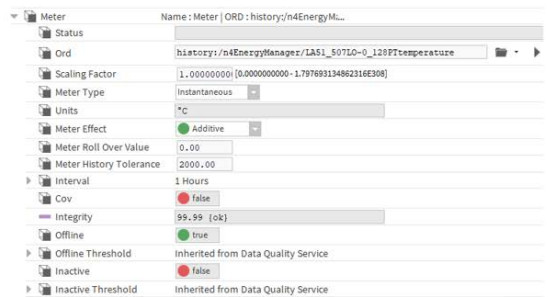 Meter Name : Meter | ORD : history:/n4EnergyM...
Status
Ord history:/n4EnergyManager/LA51_507LO-0_128PTtemperature
Scaling Factor 1.00000000 [0.0000000000 - 1.797693134862316E308]
Meter Type Instantaneous
Units °C
Meter Effect Additive
Meter Roll Over Value 0.00
Meter History Tolerance 2000.00
Interval 1 Hours
Cov false
Integrity 99.99 {ok}
Offline true
Offline Threshold Inherited from Data Quality Service
Inactive false
Inactive Threshold Inherited from Data Quality Service